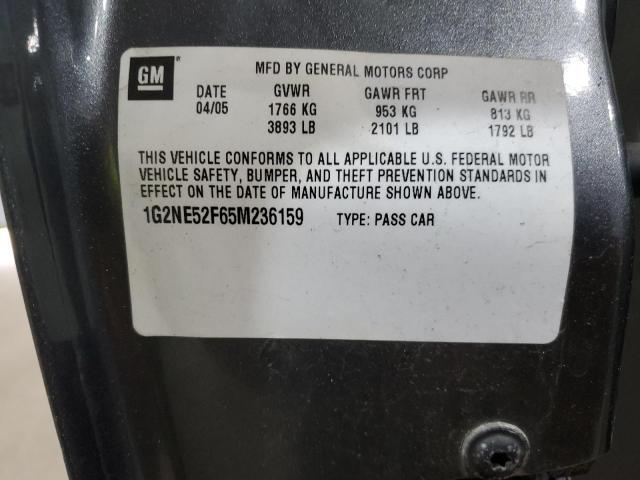 GM
MFD BY GENERAL MOTORS CORP
DATE GVWR GAWR FRT GAWR RR
04/05 1766 KG 953 KG 813 KG
3893 LB 2101 LB 1792 LB
THIS VEHICLE CONFORMS TO ALL APPLICABLE U.S. FEDERAL MOTOR
VEHICLE SAFETY, BUMPER, AND THEFT PREVENTION STANDARDS IN
EFFECT ON THE DATE OF MANUFACTURE SHOWN ABOVE.
1G2NE52F65M236159 TYPE: PASS CAR